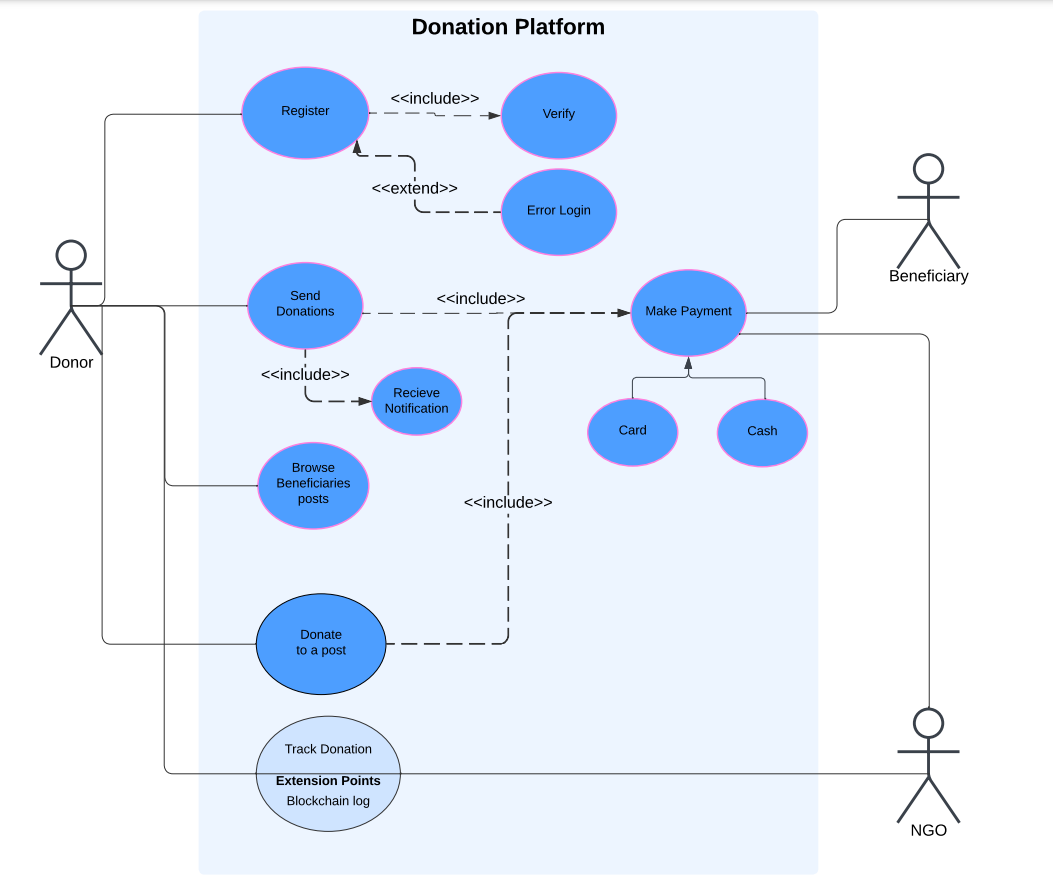 Donation Platform
Register
<<include>>
Verify
<<extend>>
Error Login
Beneficiary
Donor
Send
Donations
<<include>>
Make Payment
<<include>>
Recieve
Notification
Card
Cash
Browse
Beneficiaries
posts
<<include>>
Donate
to a post
Track Donation
Extension Points
Blockchain log
NGO